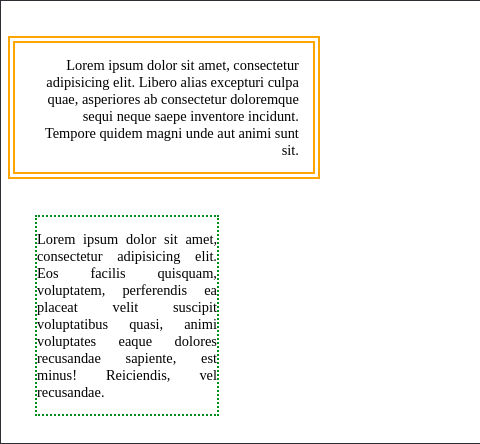 Lorem ipsum dolor sit amet, consectetur
adipisicing elit. Libero alias excepturi culpa
quae, asperiores ab consectetur doloremque
sequi neque saepe inventore incidunt.
Tempore quidem magni unde aut animi sunt
sit.
Lorem ipsum dolor sit amet,
consectetur adipisicing elit.
Eos facilis quisquam,
voluptatem, perferendis ea
placeat velit suscipit
voluptatibus quasi, animi
voluptates eaque dolores
recusandae sapiente, est
minus! Reiciendis, vel
recusandae.